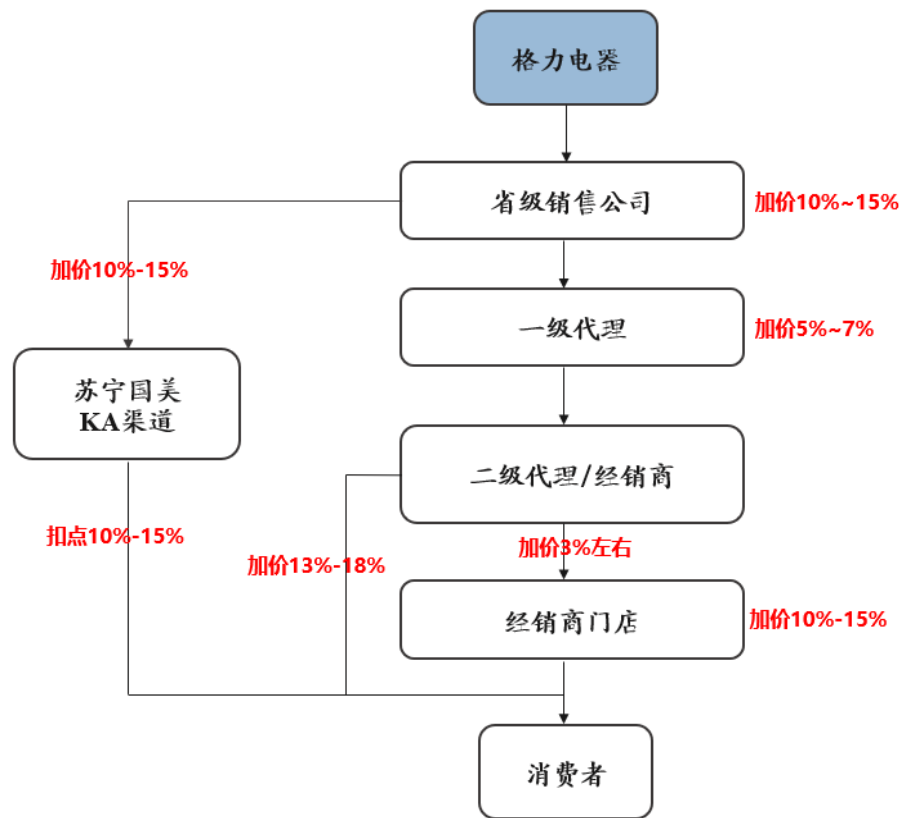 格力电器
省级销售公司
加价10%~15%
加价10%-15%
一级代理
加价5%~7%
苏宁国美
KA渠道
二级代理/经销商
扣点10%-15%
加价13%-18%
加价3%左右
经销商门店
加价10%-15%
消费者